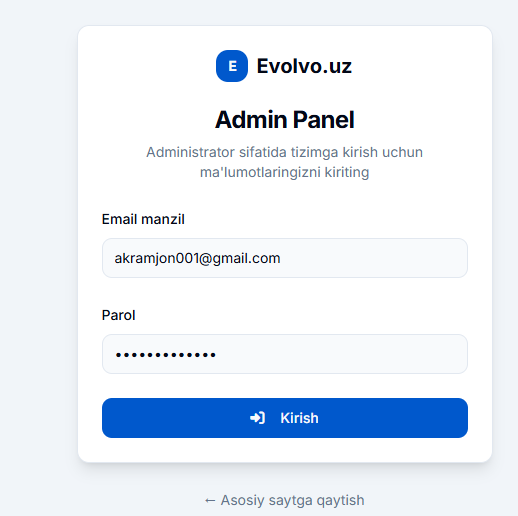 E Evolvo.uz
Admin Panel
Administrator sifatida tizimga kirish uchun
ma'lumotlaringizni kiriting
Email manzil
akramjon001@gmail.com
Parol
•••••••••••••
Kirish
← Asosiy saytga qaytish